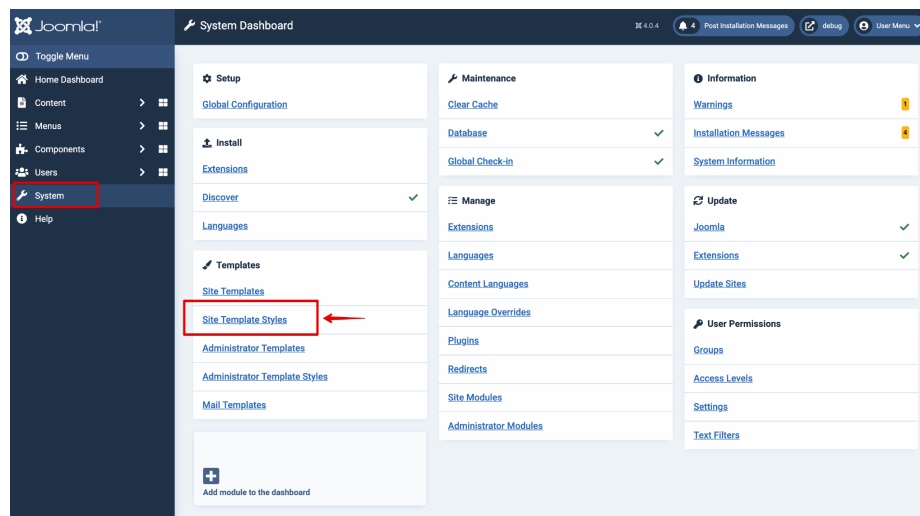 Joomla!®
System Dashboard
4.0.4
4 Post Installation Messages
debug
User Menu
Toggle Menu
Home Dashboard
Content
Menus
Components
Users
System
Help
Setup
Global Configuration
Install
Extensions
Discover
Languages
Templates
Site Templates
Site Template Styles
Administrator Templates
Administrator Template Styles
Mail Templates
Add module to the dashboard
Maintenance
Clear Cache
Database
Global Check-in
Manage
Extensions
Languages
Content Languages
Language Overrides
Plugins
Redirects
Site Modules
Administrator Modules
Information
Warnings 1
Installation Messages 4
System Information
Update
Joomla
Extensions
Update Sites
User Permissions
Groups
Access Levels
Settings
Text Filters